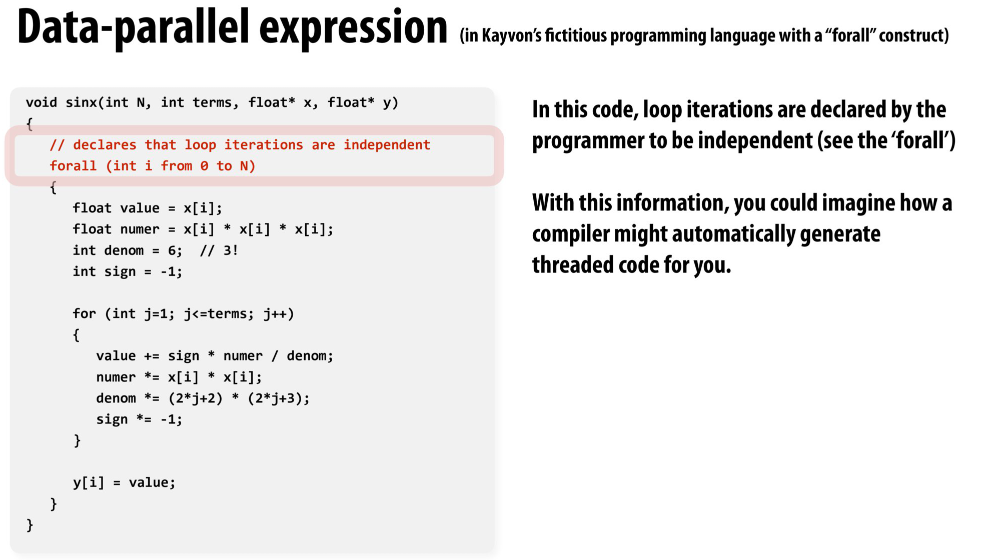 Data-parallel expression (in Kayvon's fictitious programming language with a "forall" construct)
void sinx(int N, int terms, float* x, float* y)
{
// declares that loop iterations are independent
forall (int i from 0 to N)
{
float value = x[i];
float numer = x[i] * x[i] * x[i];
int denom = 6;  // 3!
int sign = -1;
for (int j=1; j<=terms; j++)
{
value += sign * numer / denom;
numer *= x[i] * x[i];
denom *= (2*j+2) * (2*j+3);
sign *= -1;
}
y[i] = value;
}
}
In this code, loop iterations are declared by the
programmer to be independent (see the 'forall')
With this information, you could imagine how a
compiler might automatically generate
threaded code for you.